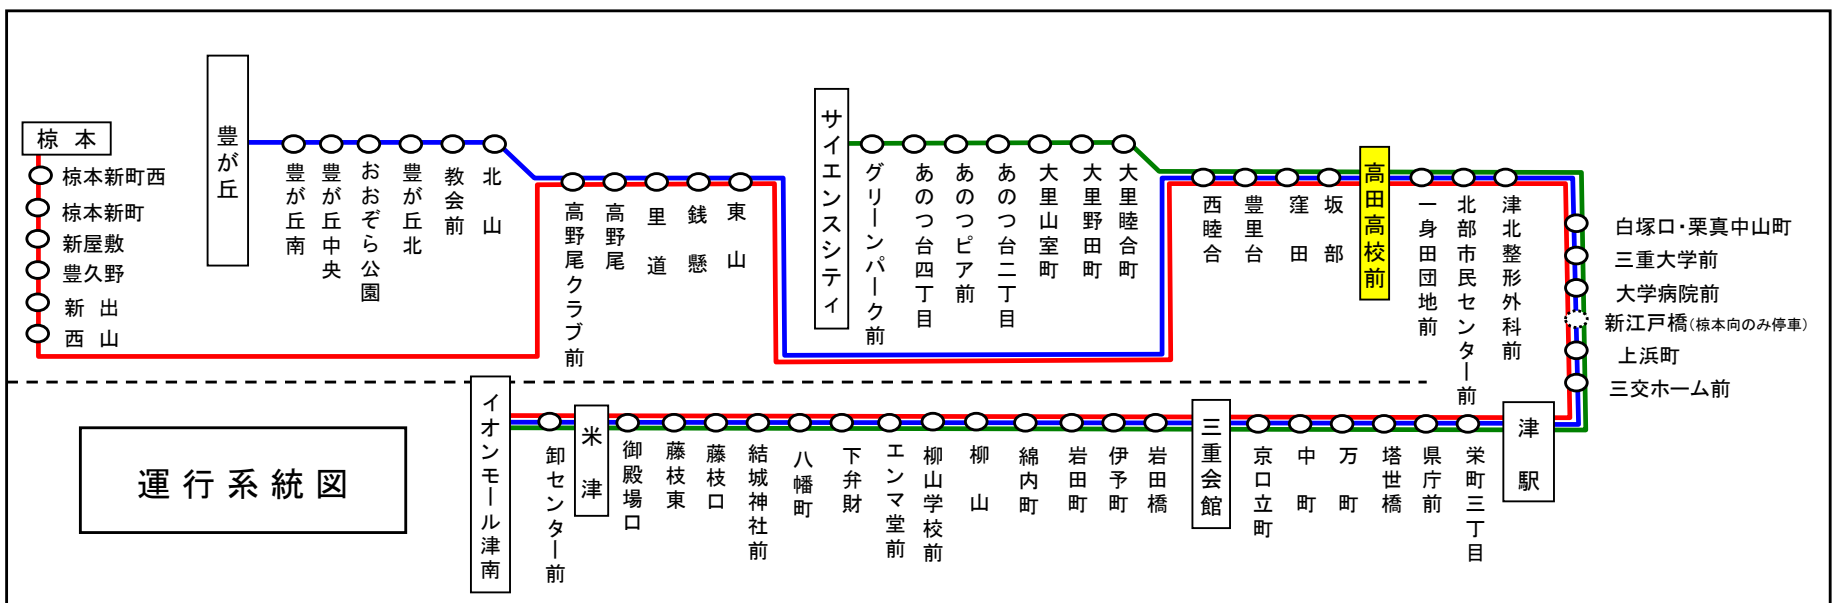 椋本
椋本新町西
椋本新町
新屋敷
豊久野
新出
西山
豊が丘
豊が丘南
豊が丘中央
おおぞら公園
豊が丘北
教会前
北山
高野尾クラブ前
高野尾
里道
銭懸
東山
サイエンスシティ
グリーンパーク前
あのつ台四丁目
あのつピア前
あのつ台二丁目
大里山室町
大里野田町
大里睦合町
西睦合
豊里台
窪田
坂部
高田高校前
一身田団地前
北部市民センター前
津北整形外科前
白塚口・栗真中山町
三重大学前
大学病院前
新江戸橋(椋本向のみ停車)
上浜町
三交ホーム前
津駅
栄町三丁目
県庁前
塔世橋
万町
中町
京口立町
三重会館
岩田橋
伊予町
岩田町
綿内町
柳山
柳山学校前
エンマ堂前
下弁財
八幡町
結城神社前
藤枝口
藤枝東
御殿場口
米津
卸センター前
イオンモール津南
運行系統図